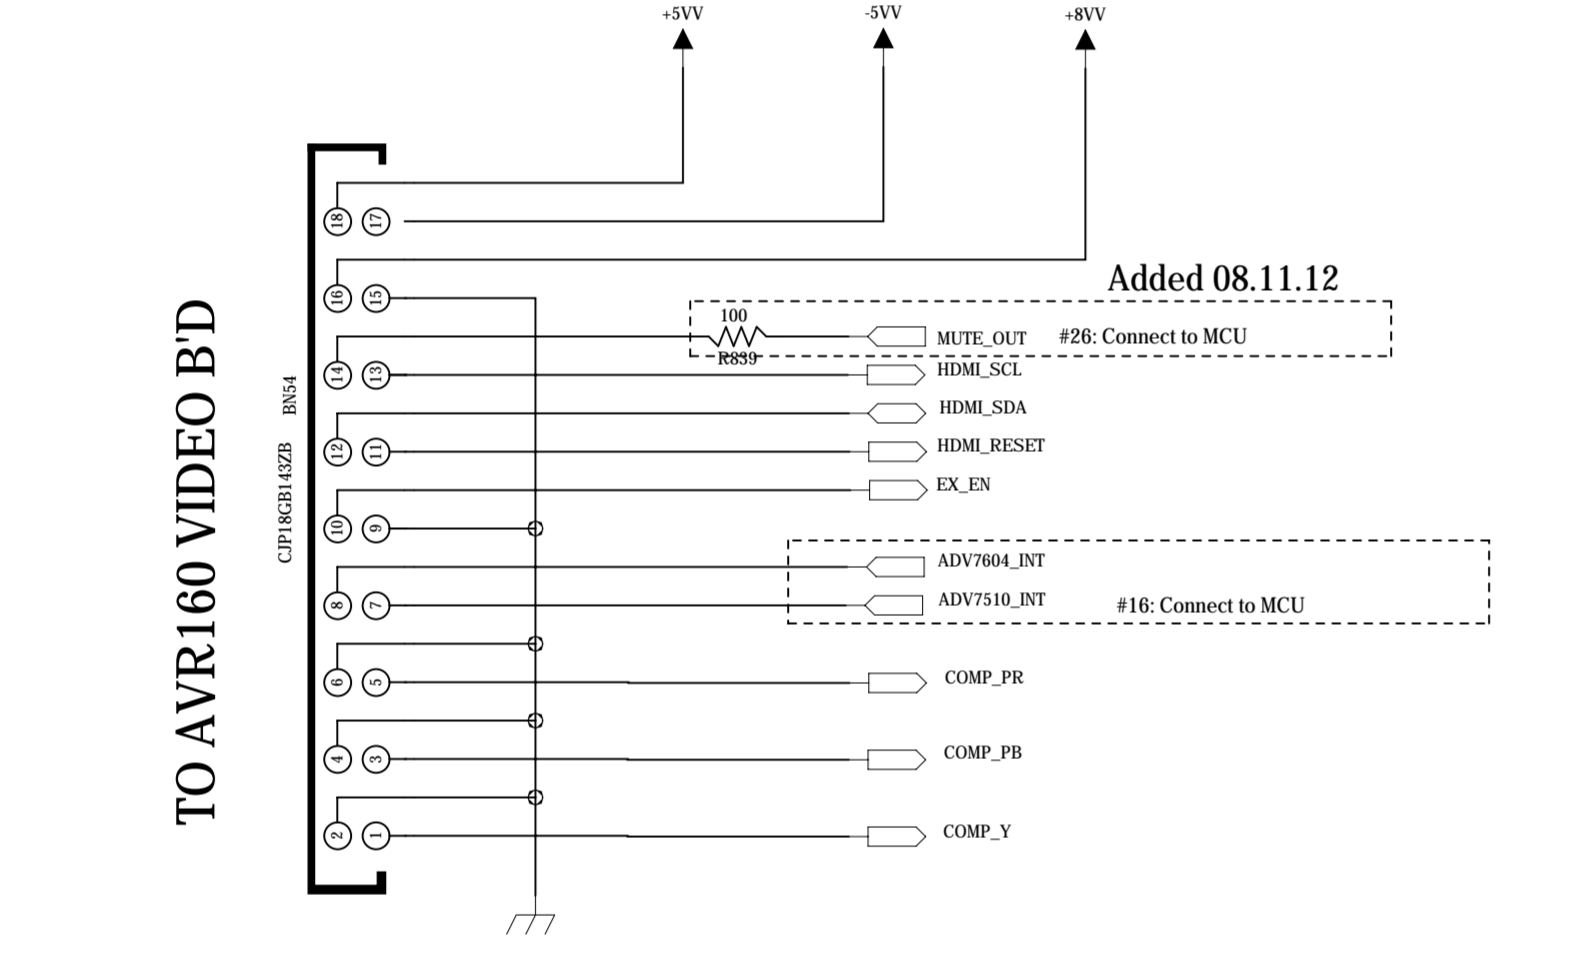 +5VV
-5VV
+8VV
TO AVR160 VIDEO B'D
CJP18GB143ZB
BN54
18
17
16
15
Added 08.11.12
100
R839
MUTE_OUT
#26: Connect to MCU
14
13
HDMI_SCL
HDMI_SDA
12
11
HDMI_RESET
EX_EN
10
9
ADV7604_INT
8
7
ADV7510_INT
#16: Connect to MCU
6
5
COMP_PR
4
3
COMP_PB
2
1
COMP_Y